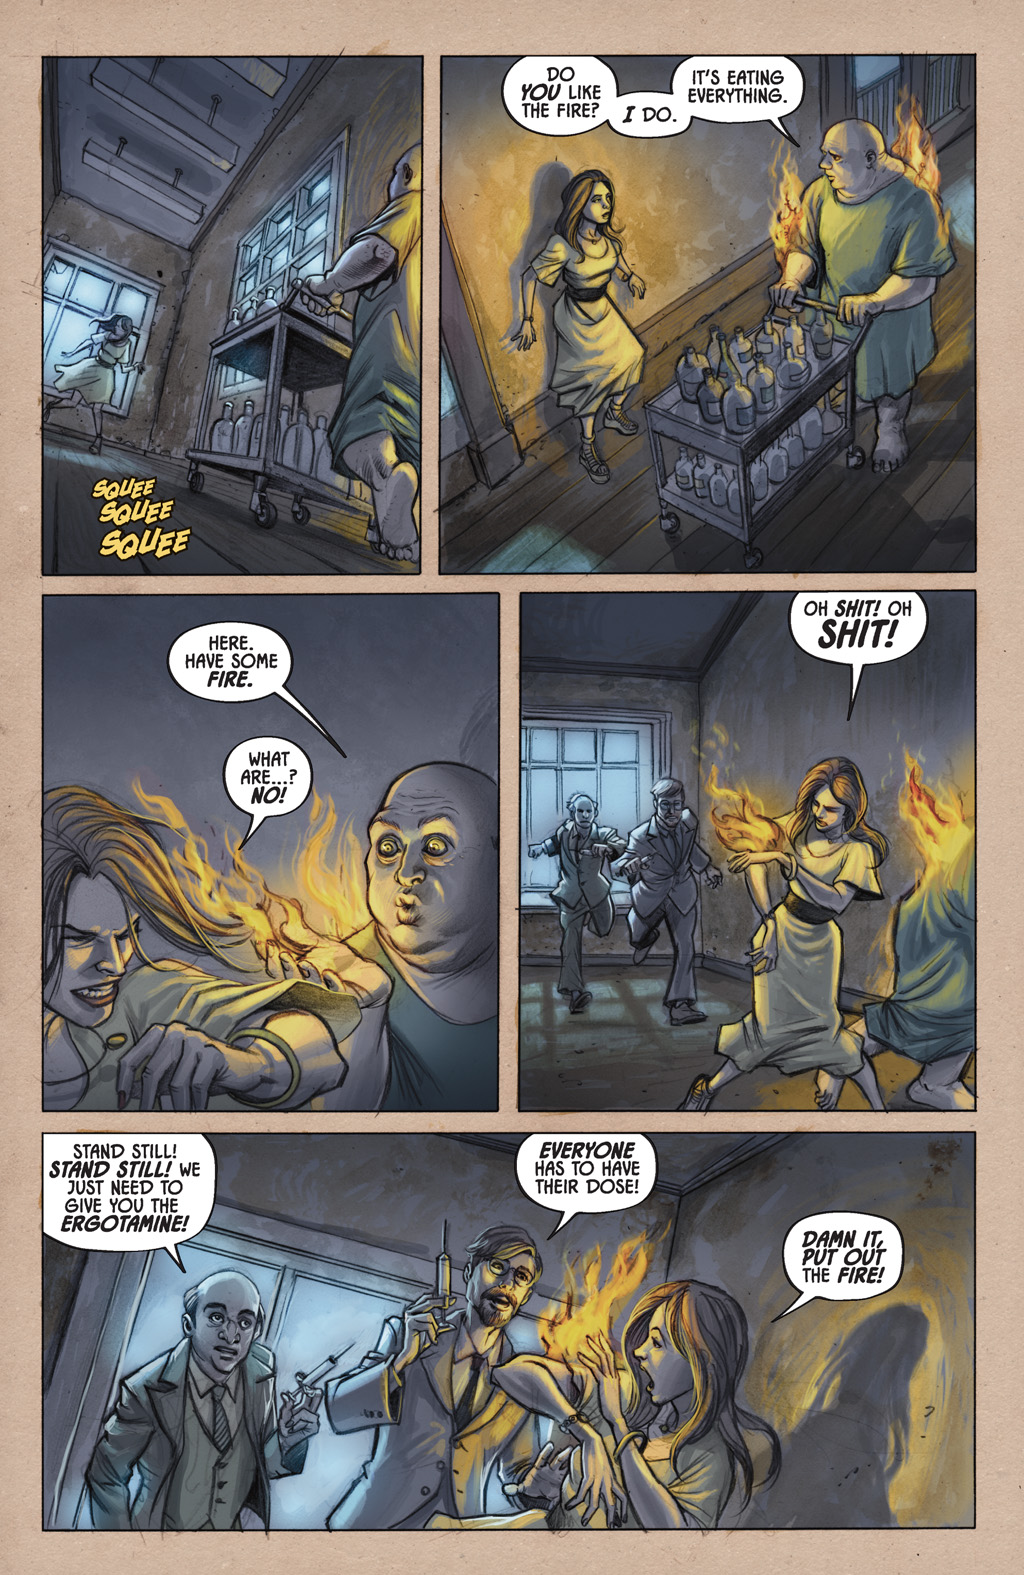 SQUEE
SQUEE
SQUEE
DO
YOU LIKE
THE FIRE?
I DO.
IT'S EATING
EVERYTHING.
HERE.
HAVE SOME
FIRE.
WHAT
ARE...?
NO!
OH SHIT! OH
SHIT!
STAND STILL!
STAND STILL! WE
JUST NEED TO
GIVE YOU THE
ERGOTAMINE!
EVERYONE
HAS TO HAVE
THEIR DOSE!
DAMN IT,
PUT OUT
THE FIRE!